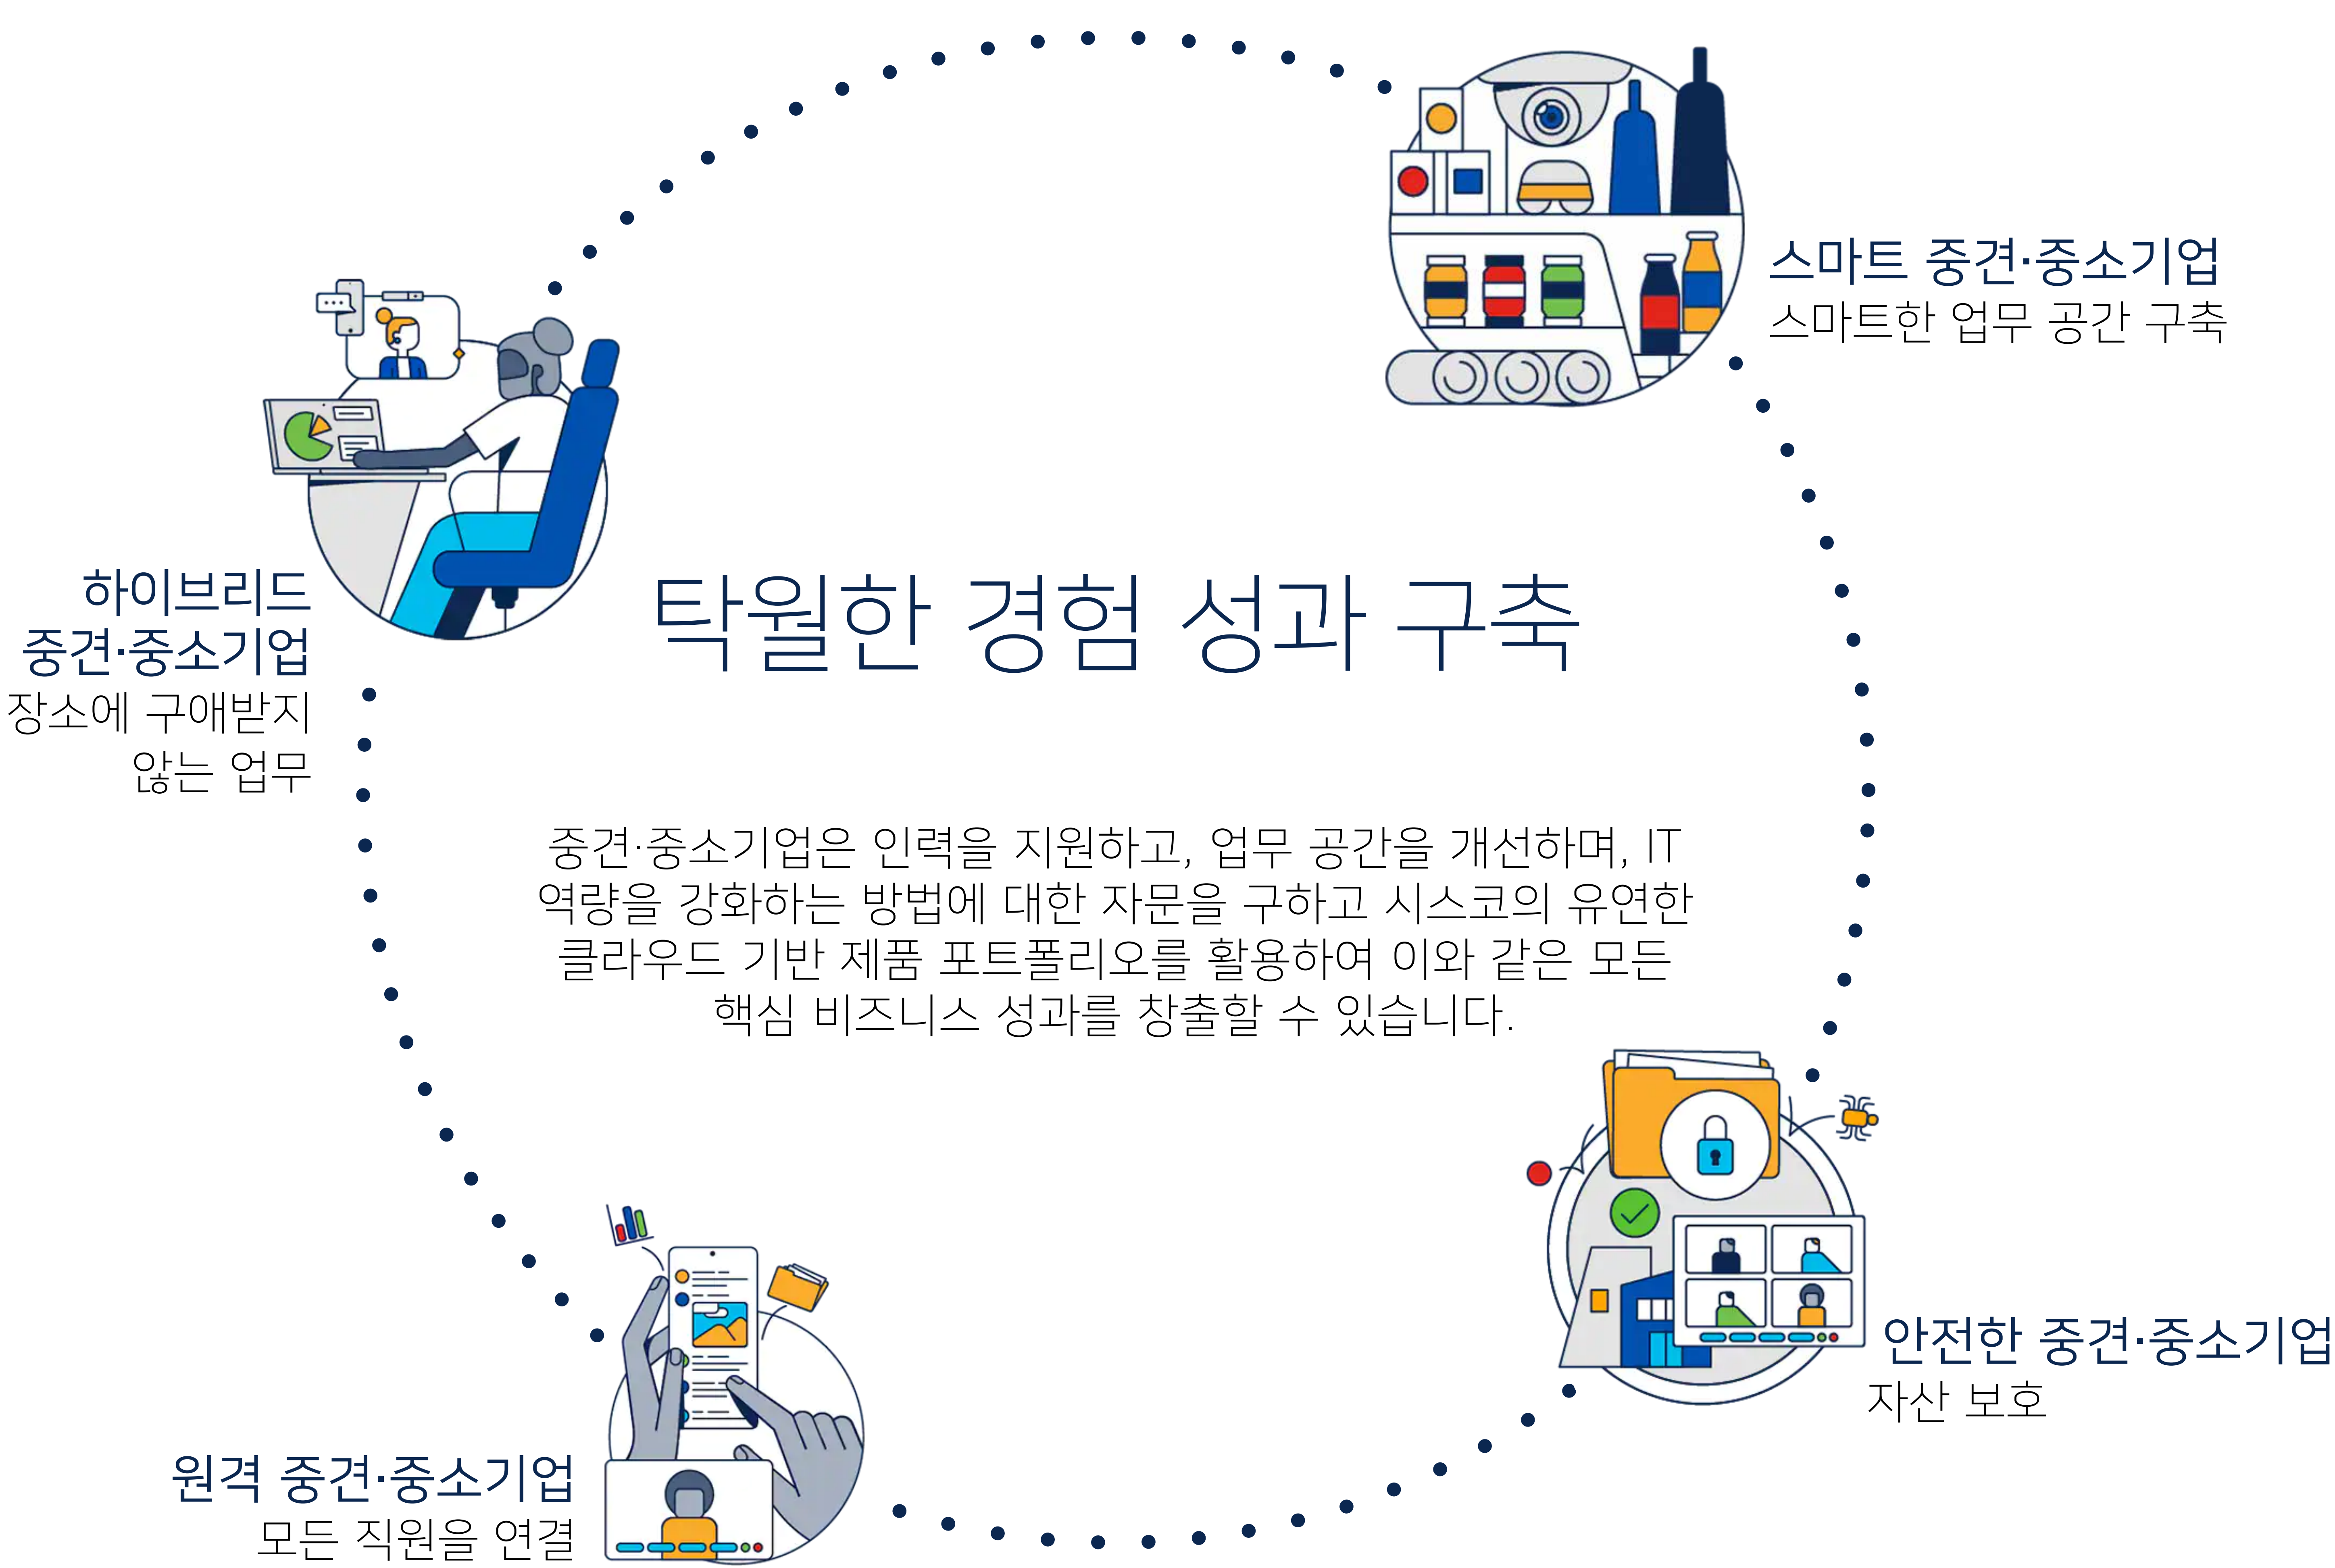 스마트 중견·중소기업
스마트한 업무 공간 구축
하이브리드
중견·중소기업
장소에 구애받지
않는 업무
탁월한 경험 성과 구축
중견·중소기업은 인력을 지원하고, 업무 공간을 개선하며, IT
역량을 강화하는 방법에 대한 자문을 구하고 시스코의 유연한
클라우드 기반 제품 포트폴리오를 활용하여 이와 같은 모든
핵심 비즈니스 성과를 창출할 수 있습니다.
안전한 중견·중소기업
자산 보호
원격 중견·중소기업
모든 직원을 연결